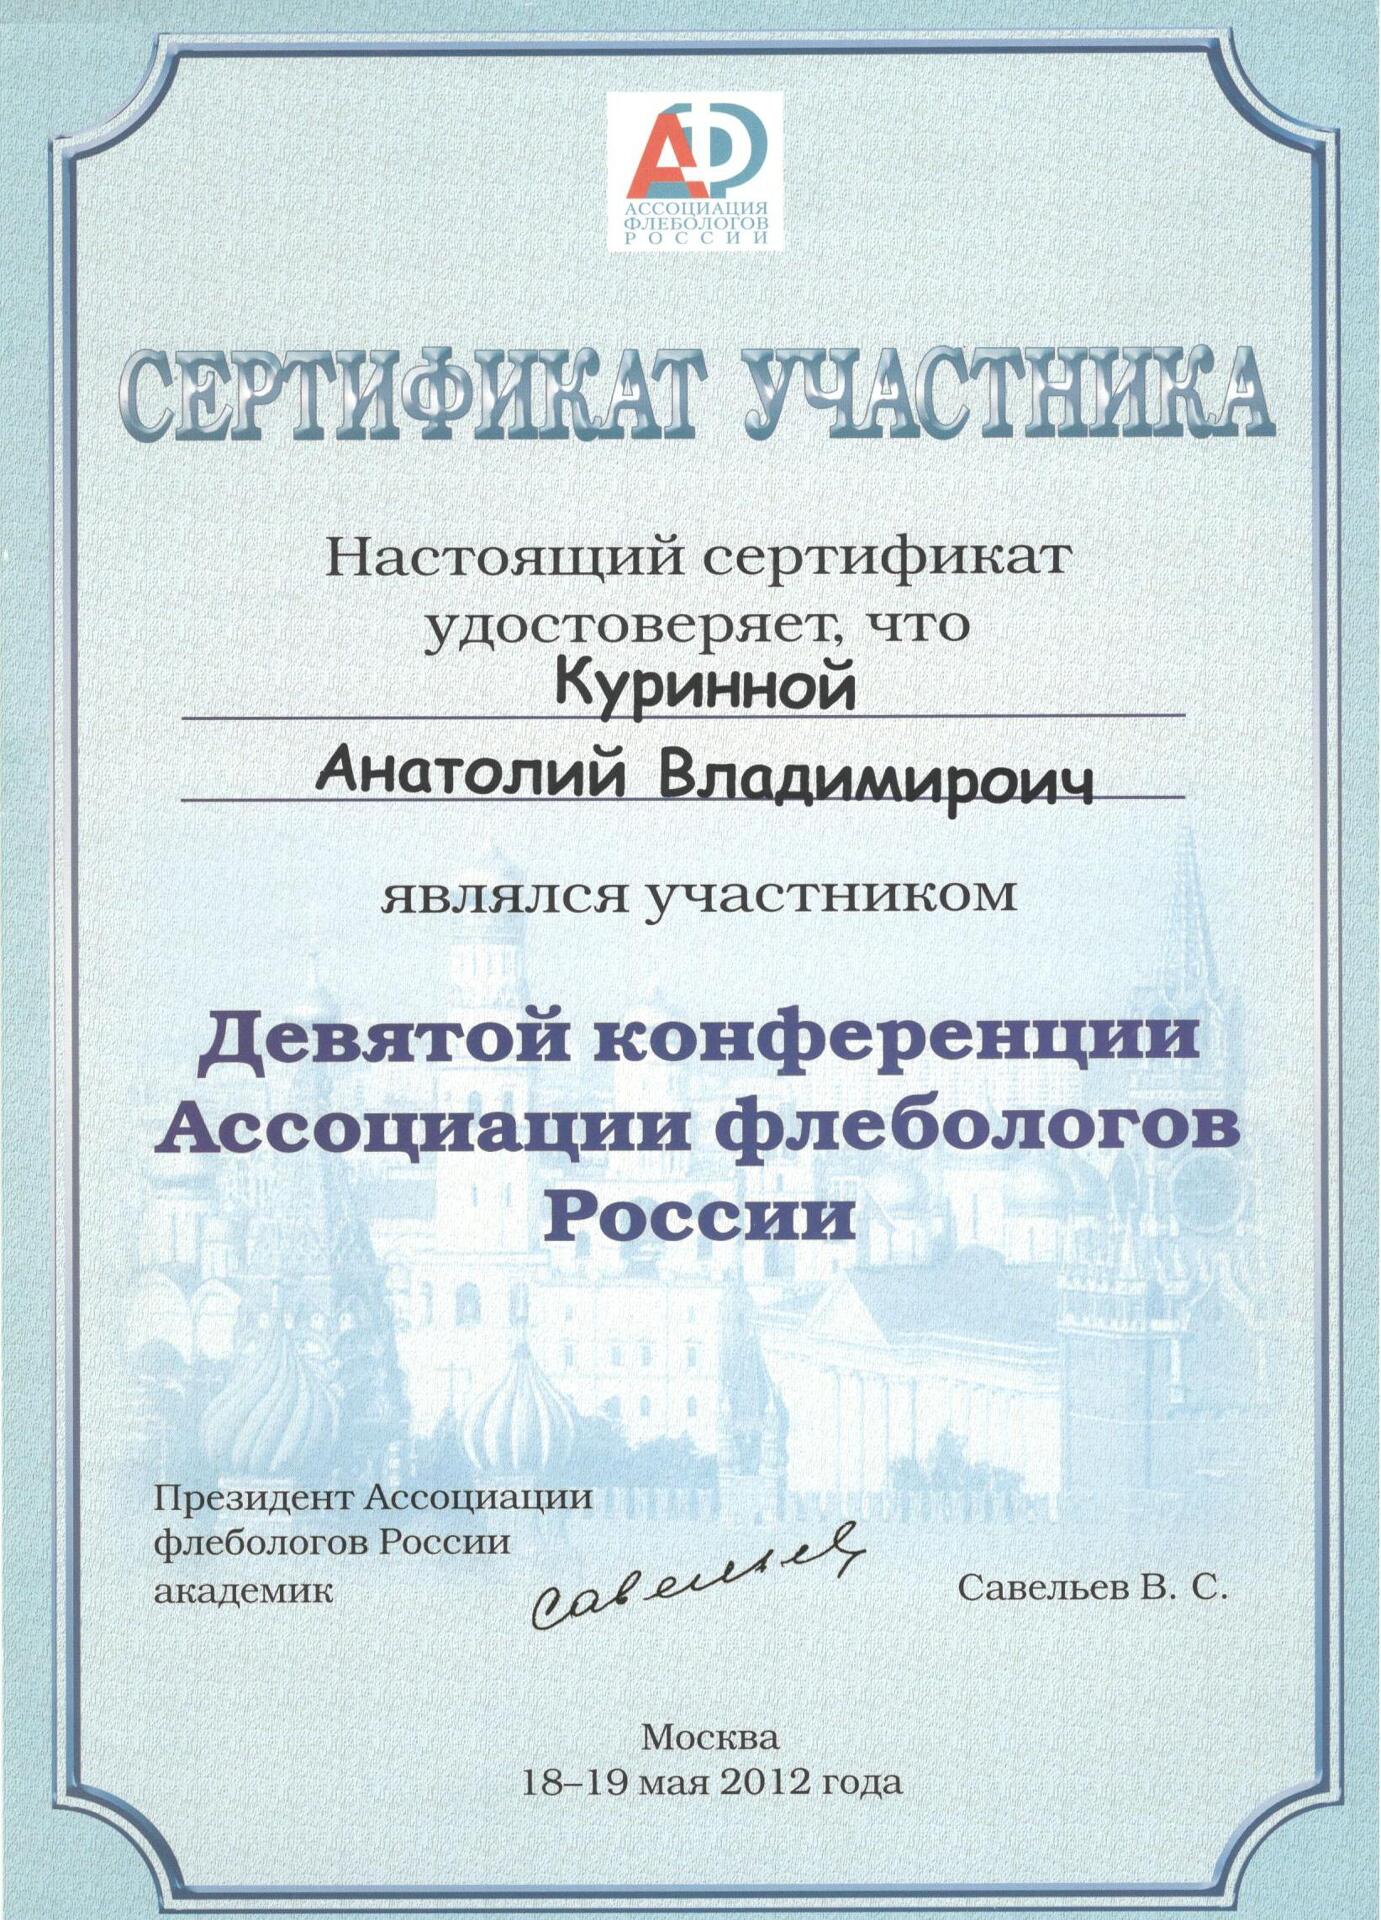 АФ
АССОЦИАЦИЯ
ФЛЕБОЛОГОВ
РОССИИ
СЕРТИФИКАТ УЧАСТНИКА
Настоящий сертификат
удостоверяет, что
Куринной
Анатолий Владимироич
являлся участником
Девятой конференции
Ассоциации флебологов
России
Президент Ассоциации
флебологов России
академик
Савельев
Савельев В. С.
Москва
18–19 мая 2012 года